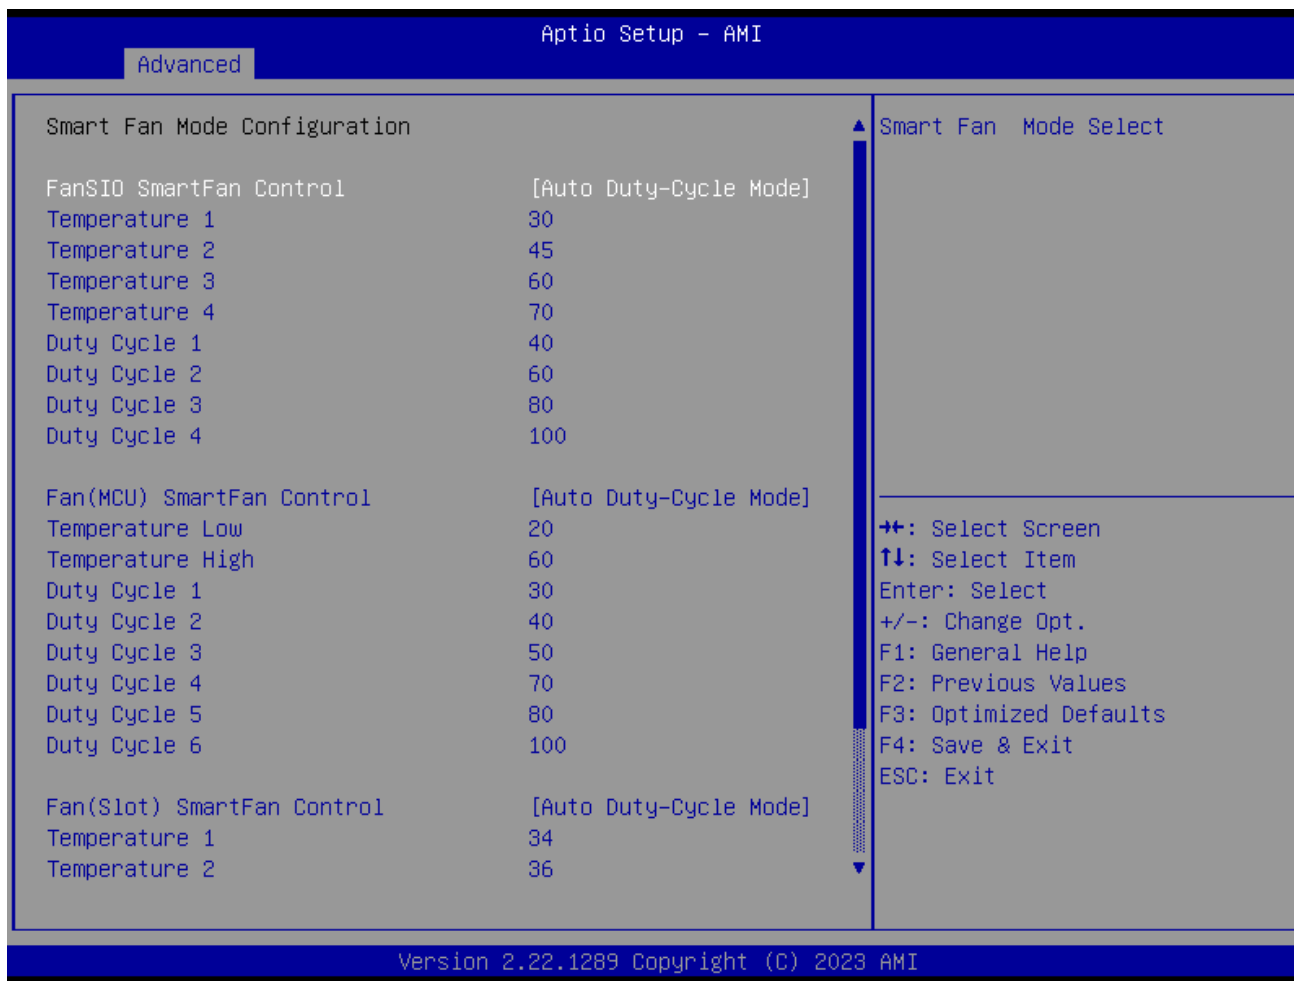 Aptio Setup – AMI
Advanced
Smart Fan Mode Configuration
FanSIO SmartFan Control [Auto Duty-Cycle Mode]
Temperature 1 30
Temperature 2 45
Temperature 3 60
Temperature 4 70
Duty Cycle 1 40
Duty Cycle 2 60
Duty Cycle 3 80
Duty Cycle 4 100
Fan(MCU) SmartFan Control [Auto Duty-Cycle Mode]
Temperature Low 20
Temperature High 60
Duty Cycle 1 30
Duty Cycle 2 40
Duty Cycle 3 50
Duty Cycle 4 70
Duty Cycle 5 80
Duty Cycle 6 100
Fan(Slot) SmartFan Control [Auto Duty-Cycle Mode]
Temperature 1 34
Temperature 2 36
Smart Fan  Mode Select
→←: Select Screen
↑↓: Select Item
Enter: Select
+/-: Change Opt.
F1: General Help
F2: Previous Values
F3: Optimized Defaults
F4: Save & Exit
ESC: Exit
Version 2.22.1289 Copyright (C) 2023 AMI